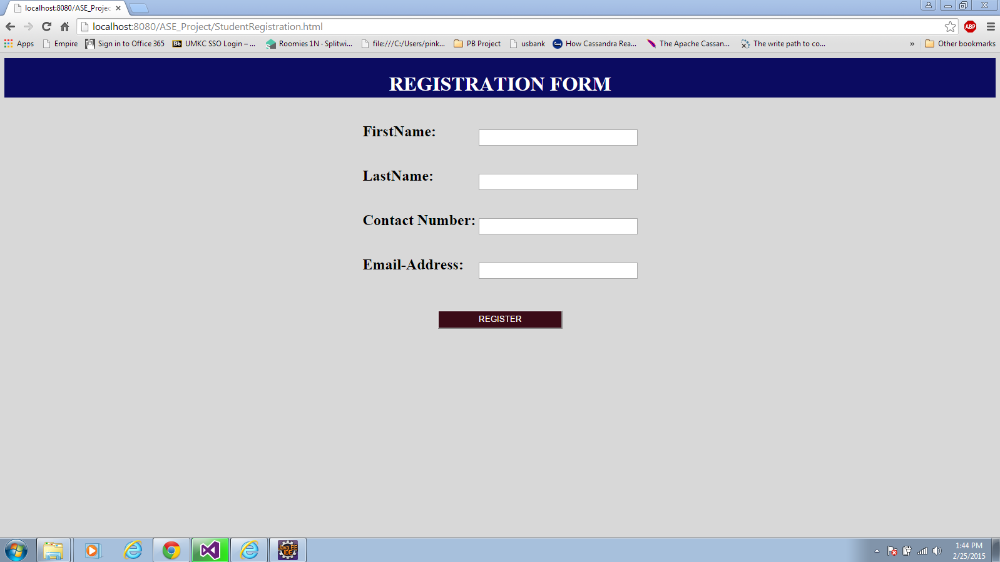 localhost:8080/ASE_Projec
localhost:8080/ASE_Project/StudentRegistration.html
ABP
Apps Empire Sign in to Office 365 Bb UMKC SSO Login – ... Roomies 1N · Splitwi... file:///C:/Users/pink... PB Project usbank How Cassandra Rea... The Apache Cassan... The write path to co... » Other bookmarks
REGISTRATION FORM
FirstName:
LastName:
Contact Number:
Email-Address:
REGISTER
Java EE
IDE
1:44 PM
2/25/2015